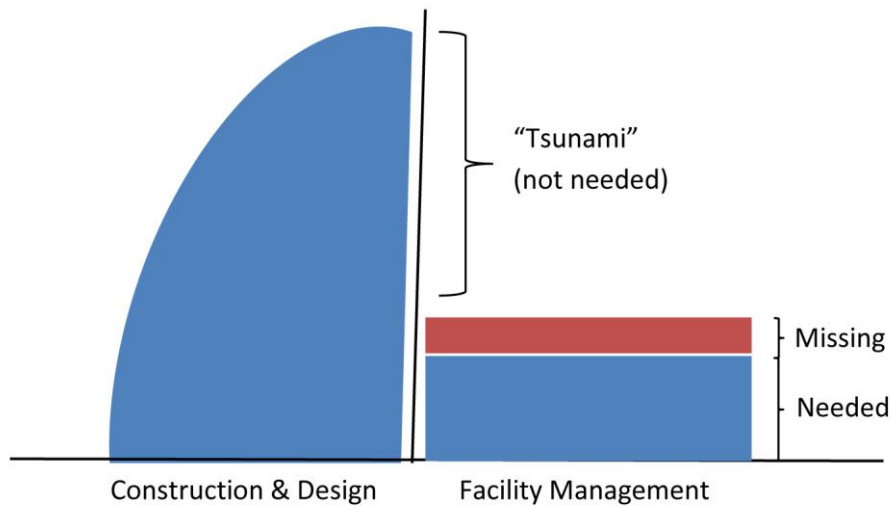 “Tsunami”
(not needed)
Missing
Needed
Construction & Design
Facility Management